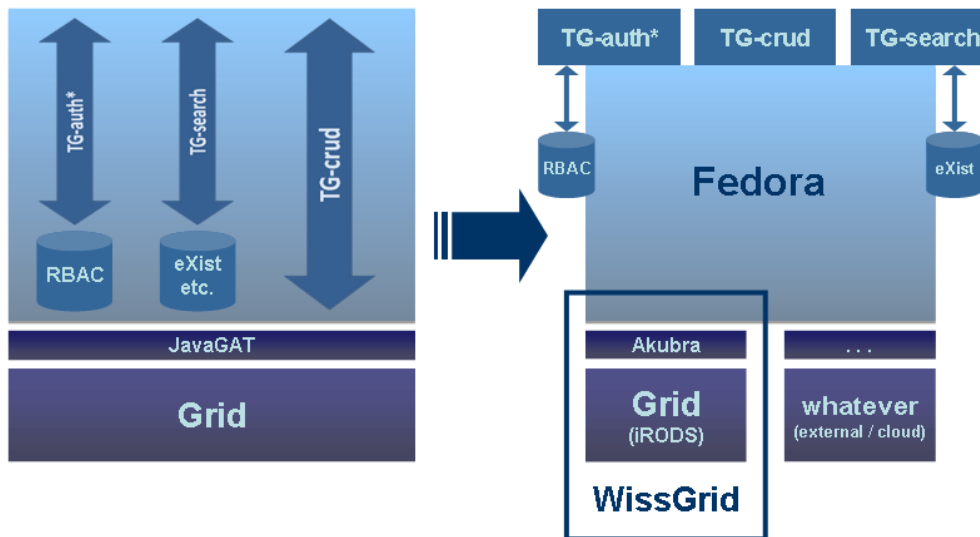 TG-auth*
TG-search
TG-crud
RBAC
eXist
etc.
JavaGAT
Grid
TG-auth*
TG-crud
TG-search
RBAC
eXist
Fedora
Akubra
. . .
Grid
(iRODS)
whatever
(external / cloud)
WissGrid